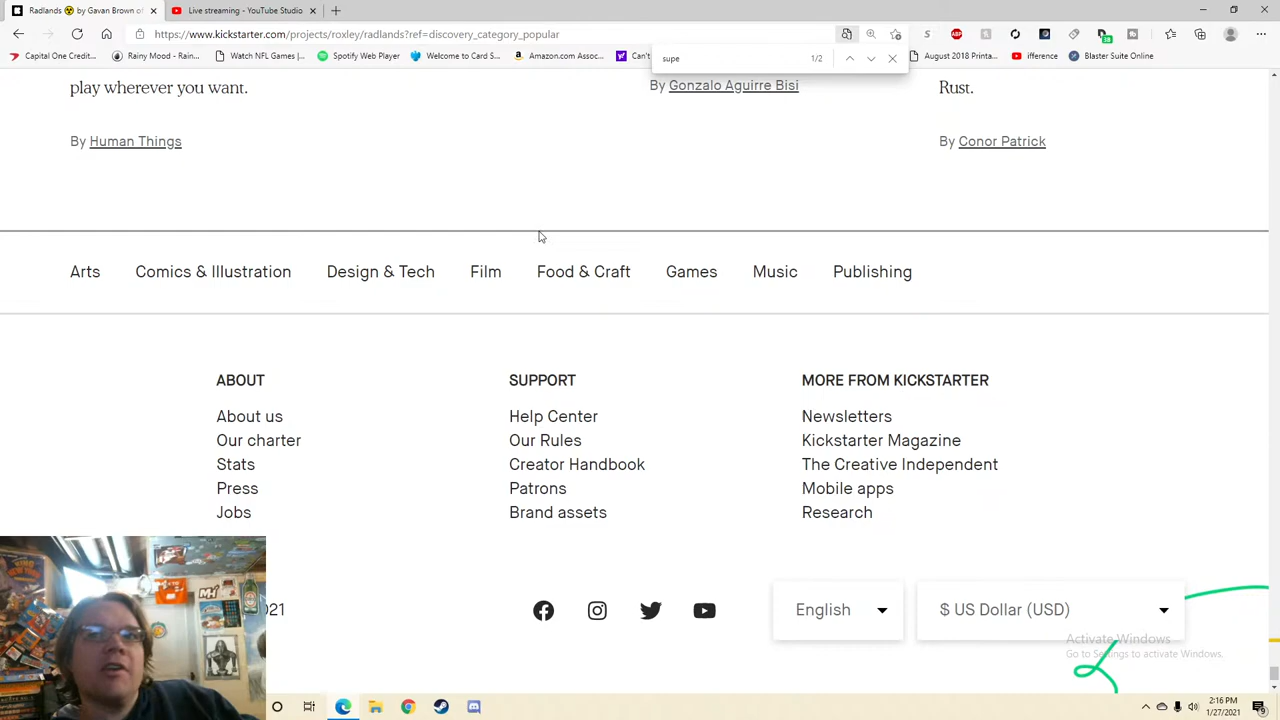 Radlands ☢ by Gavan Brown of
Live streaming - YouTube Studio
https://www.kickstarter.com/projects/roxley/radlands?ref=discovery_category_popular
Capital One Credit...
Rainy Mood - Rain...
Watch NFL Games |...
Spotify Web Player
Welcome to Card S...
Amazon.com Assoc...
Can't
August 2018 Printa...
ifference
Blaster Suite Online
supe
1/2
play wherever you want.
By Human Things
By Gonzalo Aguirre Bisi
Rust.
By Conor Patrick
Arts
Comics & Illustration
Design & Tech
Film
Food & Craft
Games
Music
Publishing
ABOUT
About us
Our charter
Stats
Press
Jobs
SUPPORT
Help Center
Our Rules
Creator Handbook
Patrons
Brand assets
MORE FROM KICKSTARTER
Newsletters
Kickstarter Magazine
The Creative Independent
Mobile apps
Research
021
English
$ US Dollar (USD)
Activate Windows
Go to Settings to activate Windows.
2:16 PM
1/27/2021